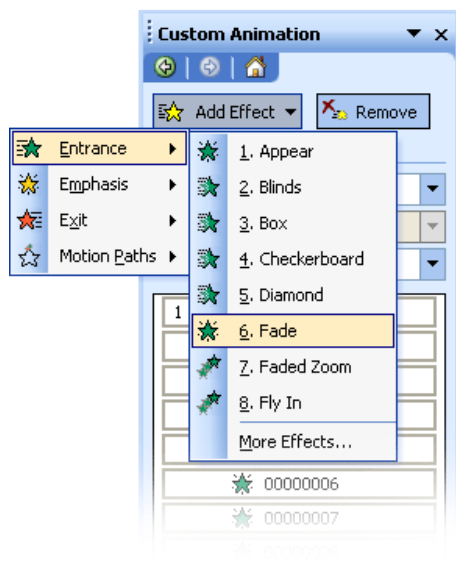 Custom Animation
Add Effect
Remove
Entrance
Emphasis
Exit
Motion Paths
1. Appear
2. Blinds
3. Box
4. Checkerboard
5. Diamond
6. Fade
7. Faded Zoom
8. Fly In
More Effects...
1
00000006
00000007